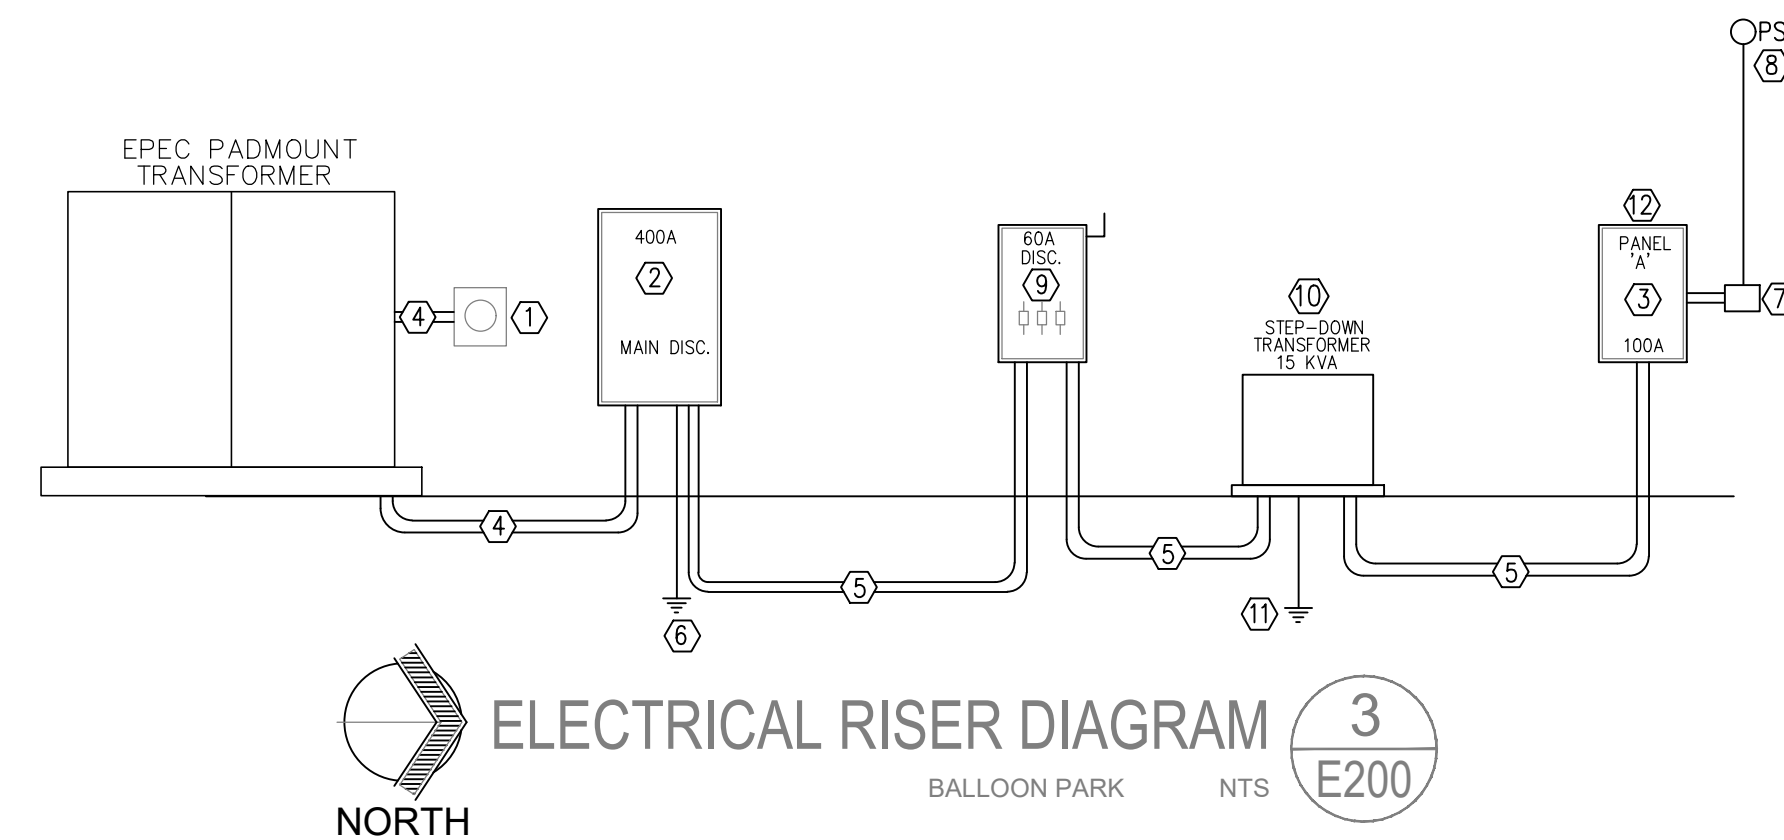 PS
8
EPEC PADMOUNT
TRANSFORMER
4
1
400A
2
MAIN DISC.
60A
DISC.
9
10
STEP-DOWN
TRANSFORMER
15 KVA
12
PANEL
'A'
3
100A
7
4
5
5
5
6
11
ELECTRICAL RISER DIAGRAM
BALLOON PARK NTS
3
E200
NORTH